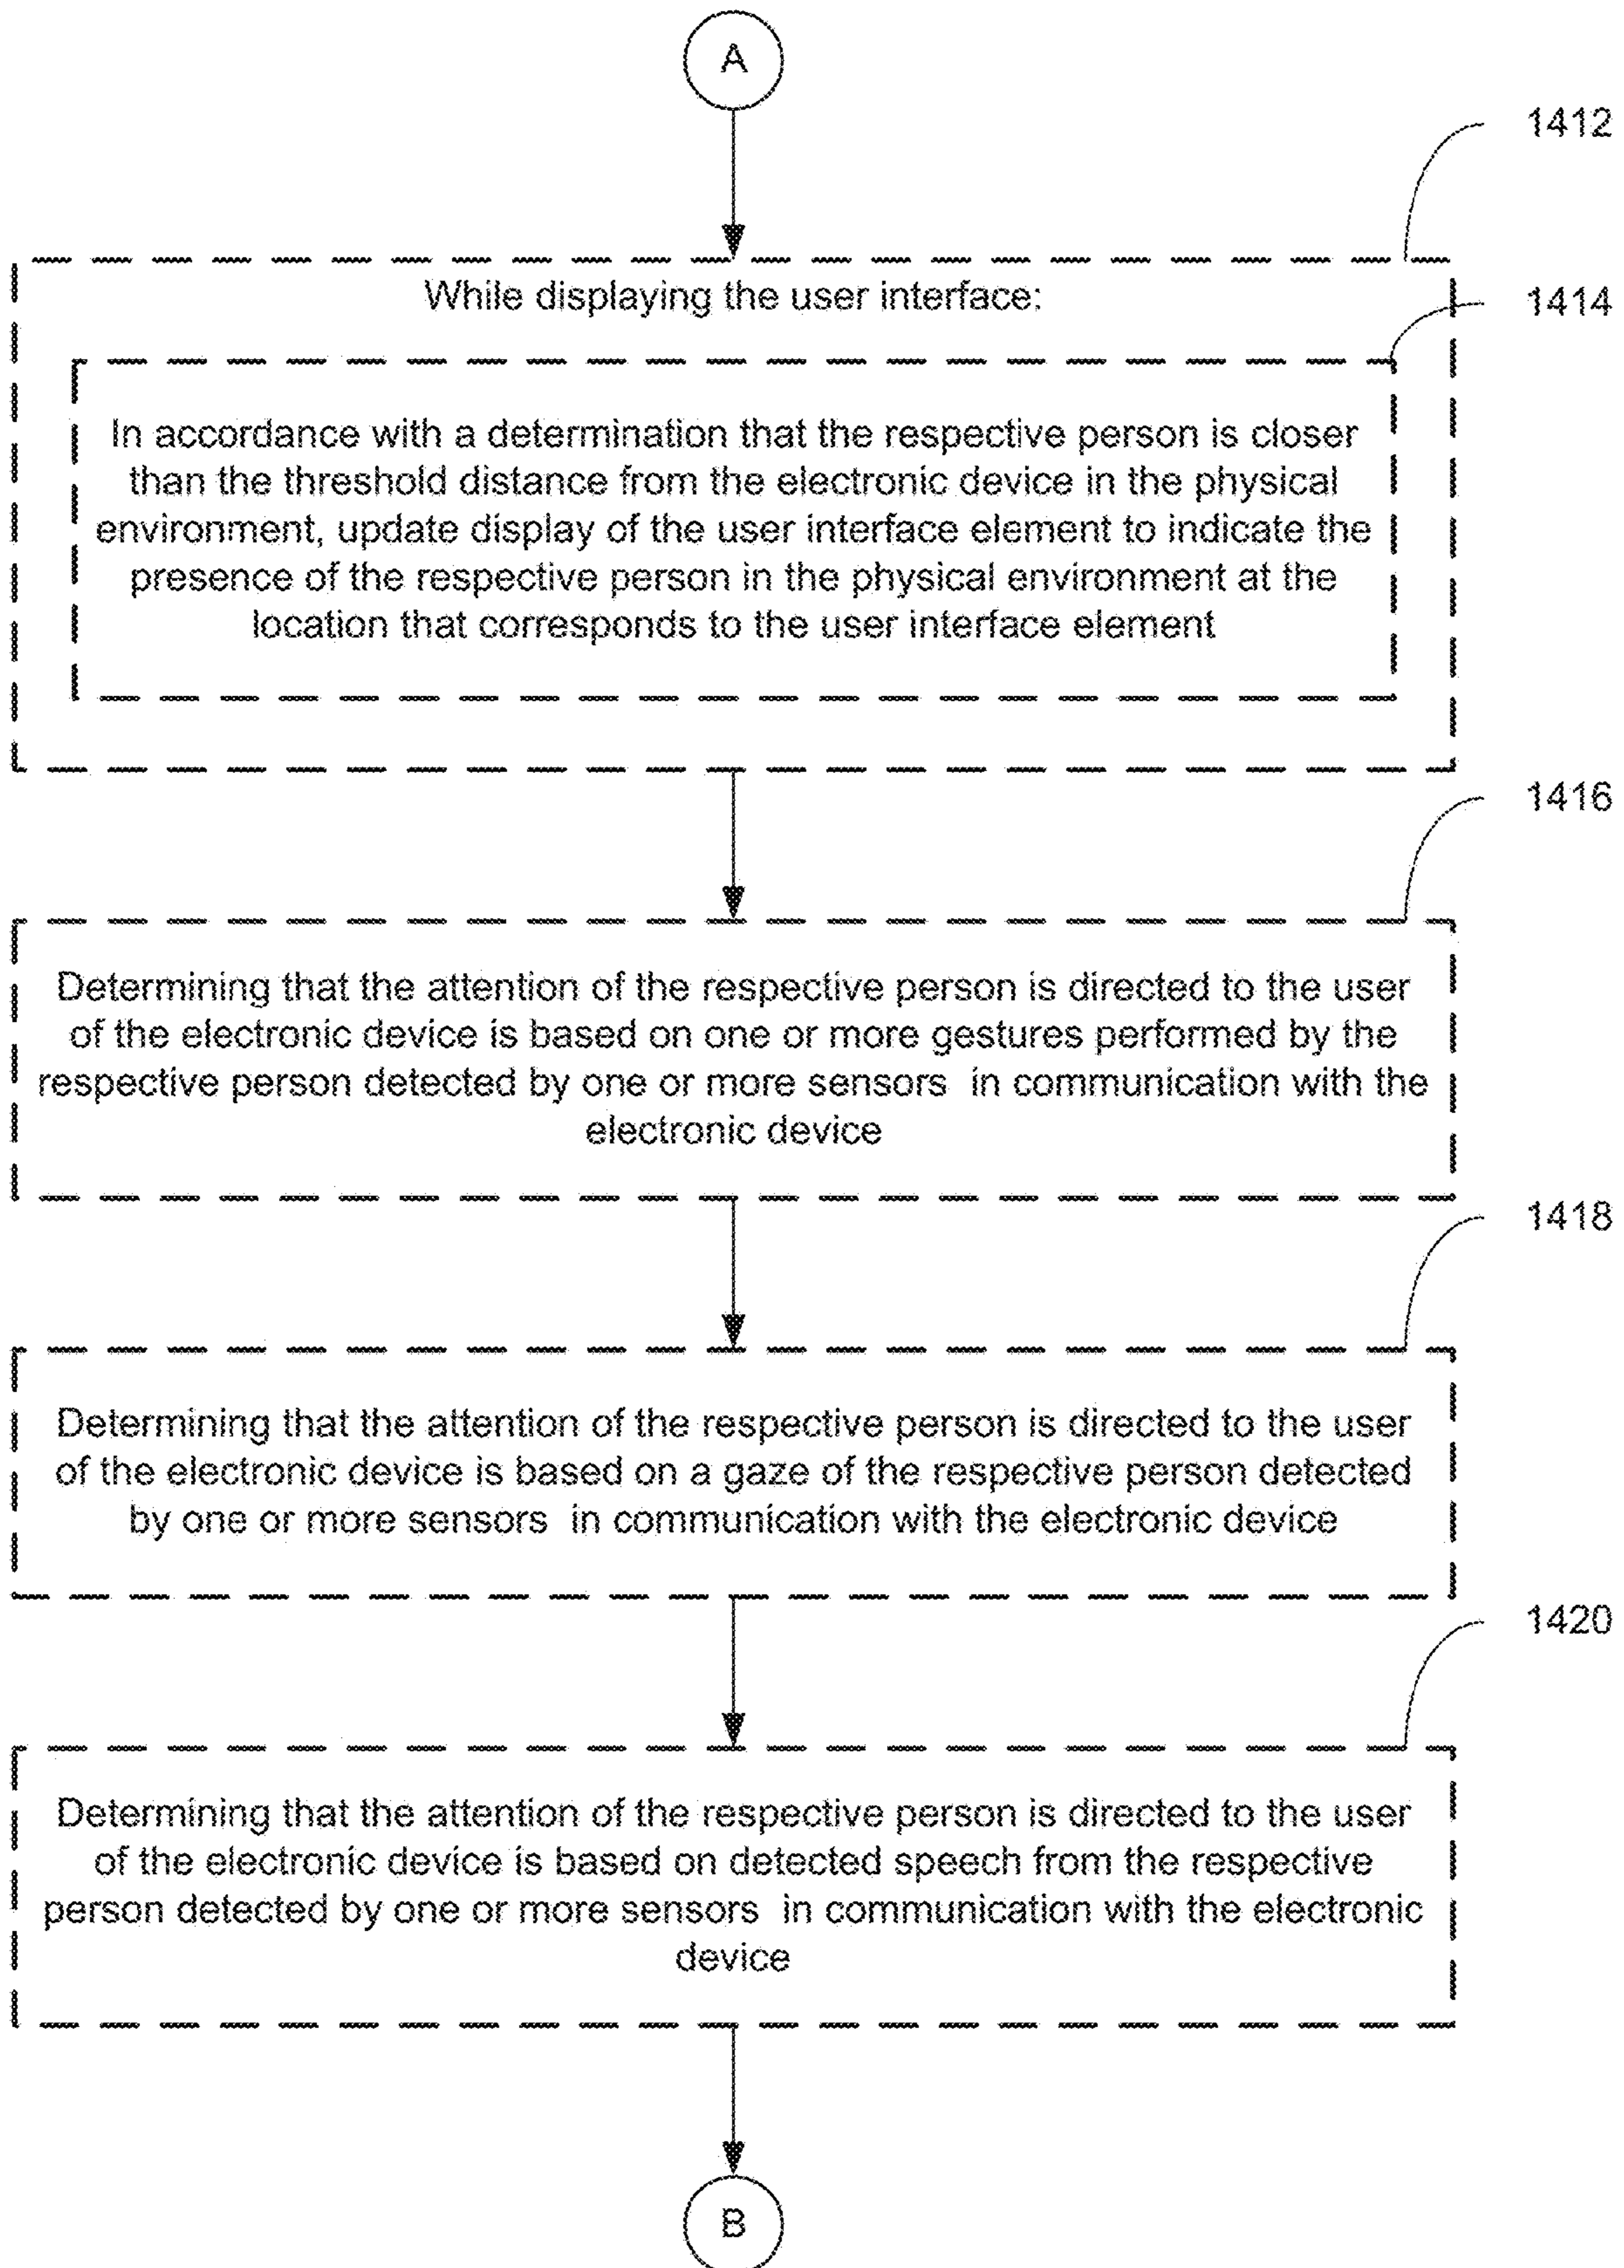 A
1412
While displaying the user interface:
1414
In accordance with a determination that the respective person is closer
than the threshold distance from the electronic device in the physical
environment, update display of the user interface element to indicate the
presence of the respective person in the physical environment at the
location that corresponds to the user interface element
1416
Determining that the attention of the respective person is directed to the user
of the electronic device is based on one or more gestures performed by the
respective person detected by one or more sensors in communication with the
electronic device
1418
Determining that the attention of the respective person is directed to the user
of the electronic device is based on a gaze of the respective person detected
by one or more sensors in communication with the electronic device
1420
Determining that the attention of the respective person is directed to the user
of the electronic device is based on detected speech from the respective
person detected by one or more sensors in communication with the electronic
device
B